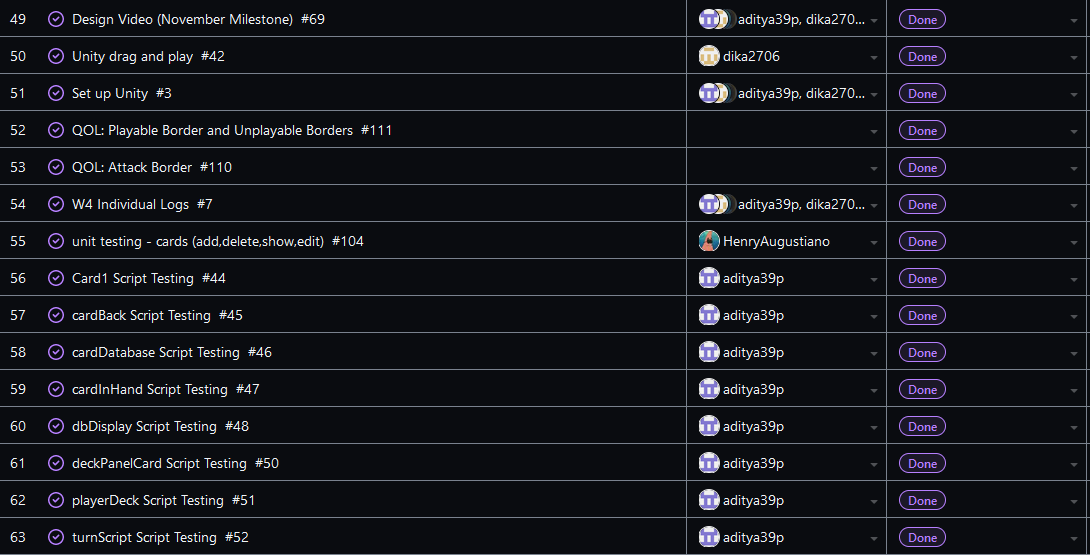 49 Design Video (November Milestone) #69 aditya39p, dika270... Done
50 Unity drag and play #42 dika2706 Done
51 Set up Unity #3 aditya39p, dika270... Done
52 QOL: Playable Border and Unplayable Borders #111 Done
53 QOL: Attack Border #110 Done
54 W4 Individual Logs #7 aditya39p, dika270... Done
55 unit testing - cards (add,delete,show,edit) #104 HenryAugustiano Done
56 Card1 Script Testing #44 aditya39p Done
57 cardBack Script Testing #45 aditya39p Done
58 cardDatabase Script Testing #46 aditya39p Done
59 cardInHand Script Testing #47 aditya39p Done
60 dbDisplay Script Testing #48 aditya39p Done
61 deckPanelCard Script Testing #50 aditya39p Done
62 playerDeck Script Testing #51 aditya39p Done
63 turnScript Script Testing #52 aditya39p Done